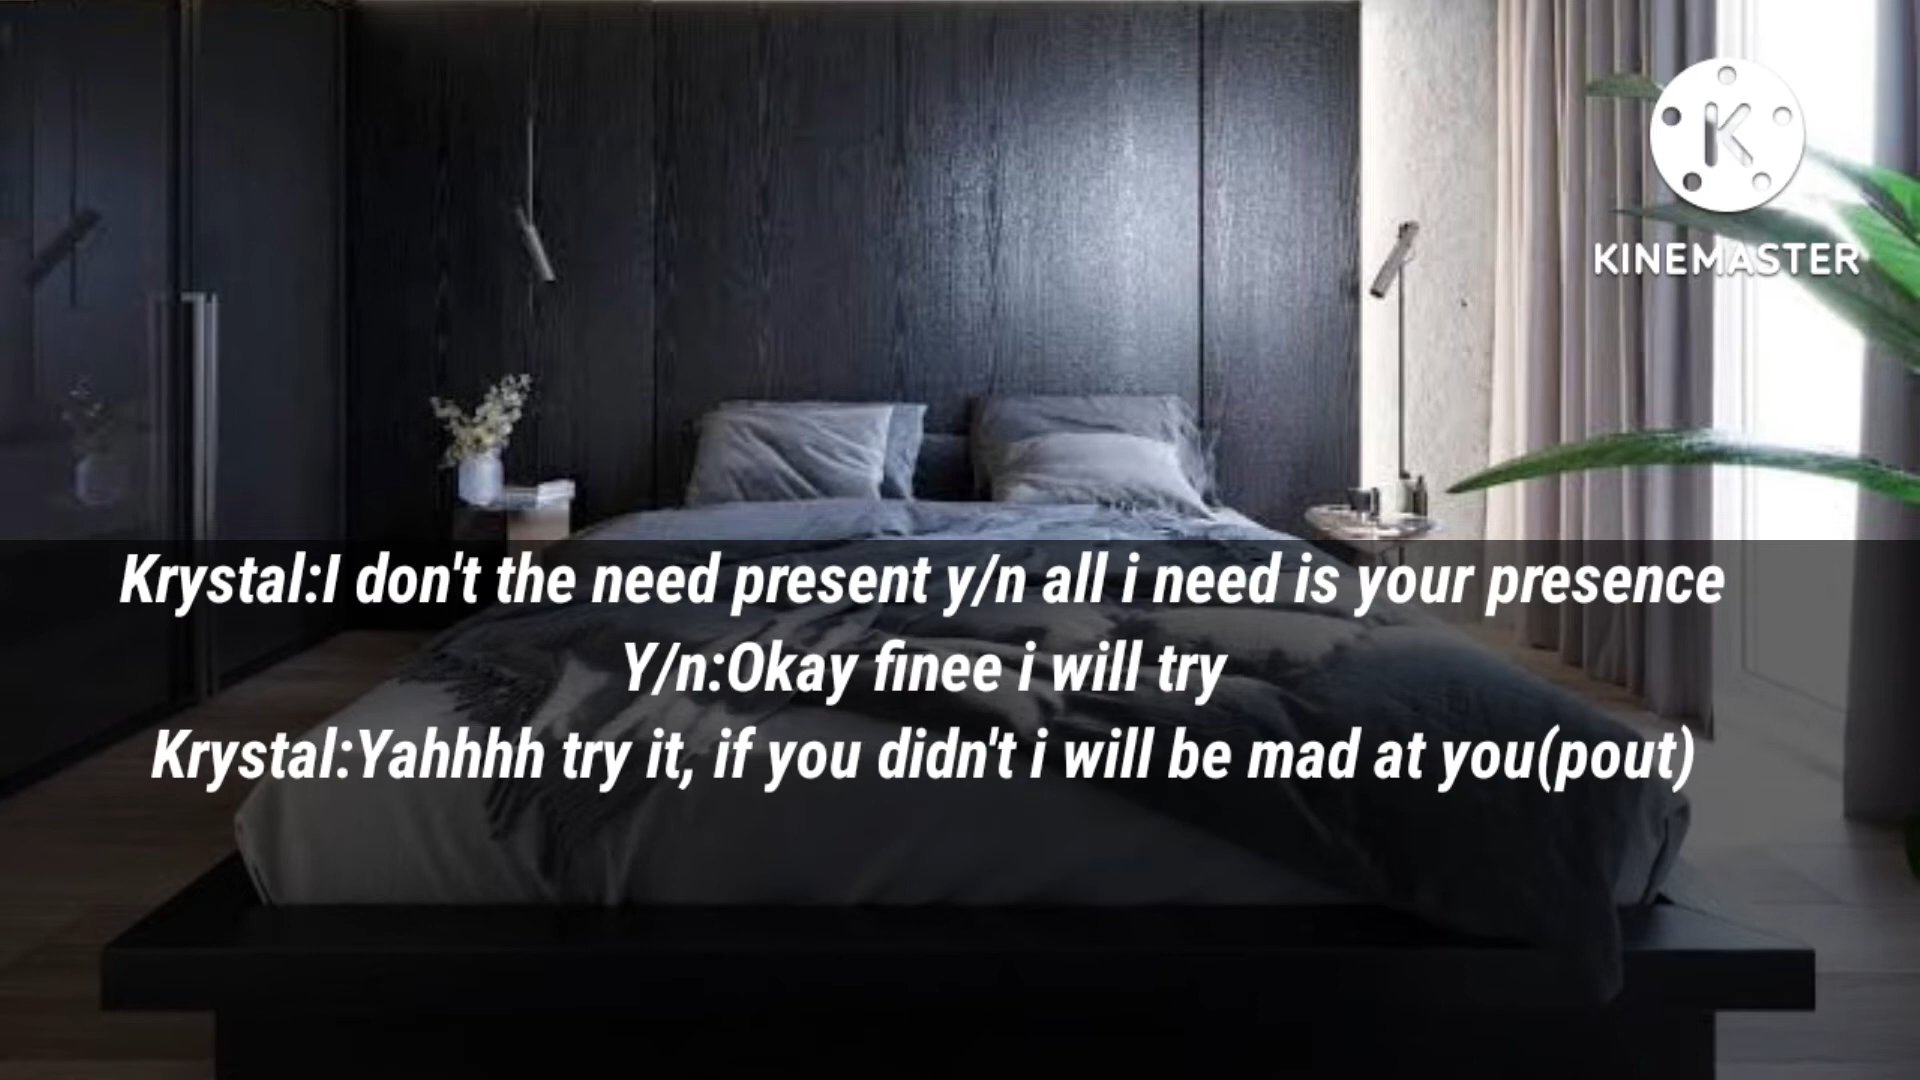 KINEMASTER
Krystal:I don't the need present y/n all i need is your presence
Y/n:Okay finee i will try
Krystal:Yahhhh try it, if you didn't i will be mad at you(pout)